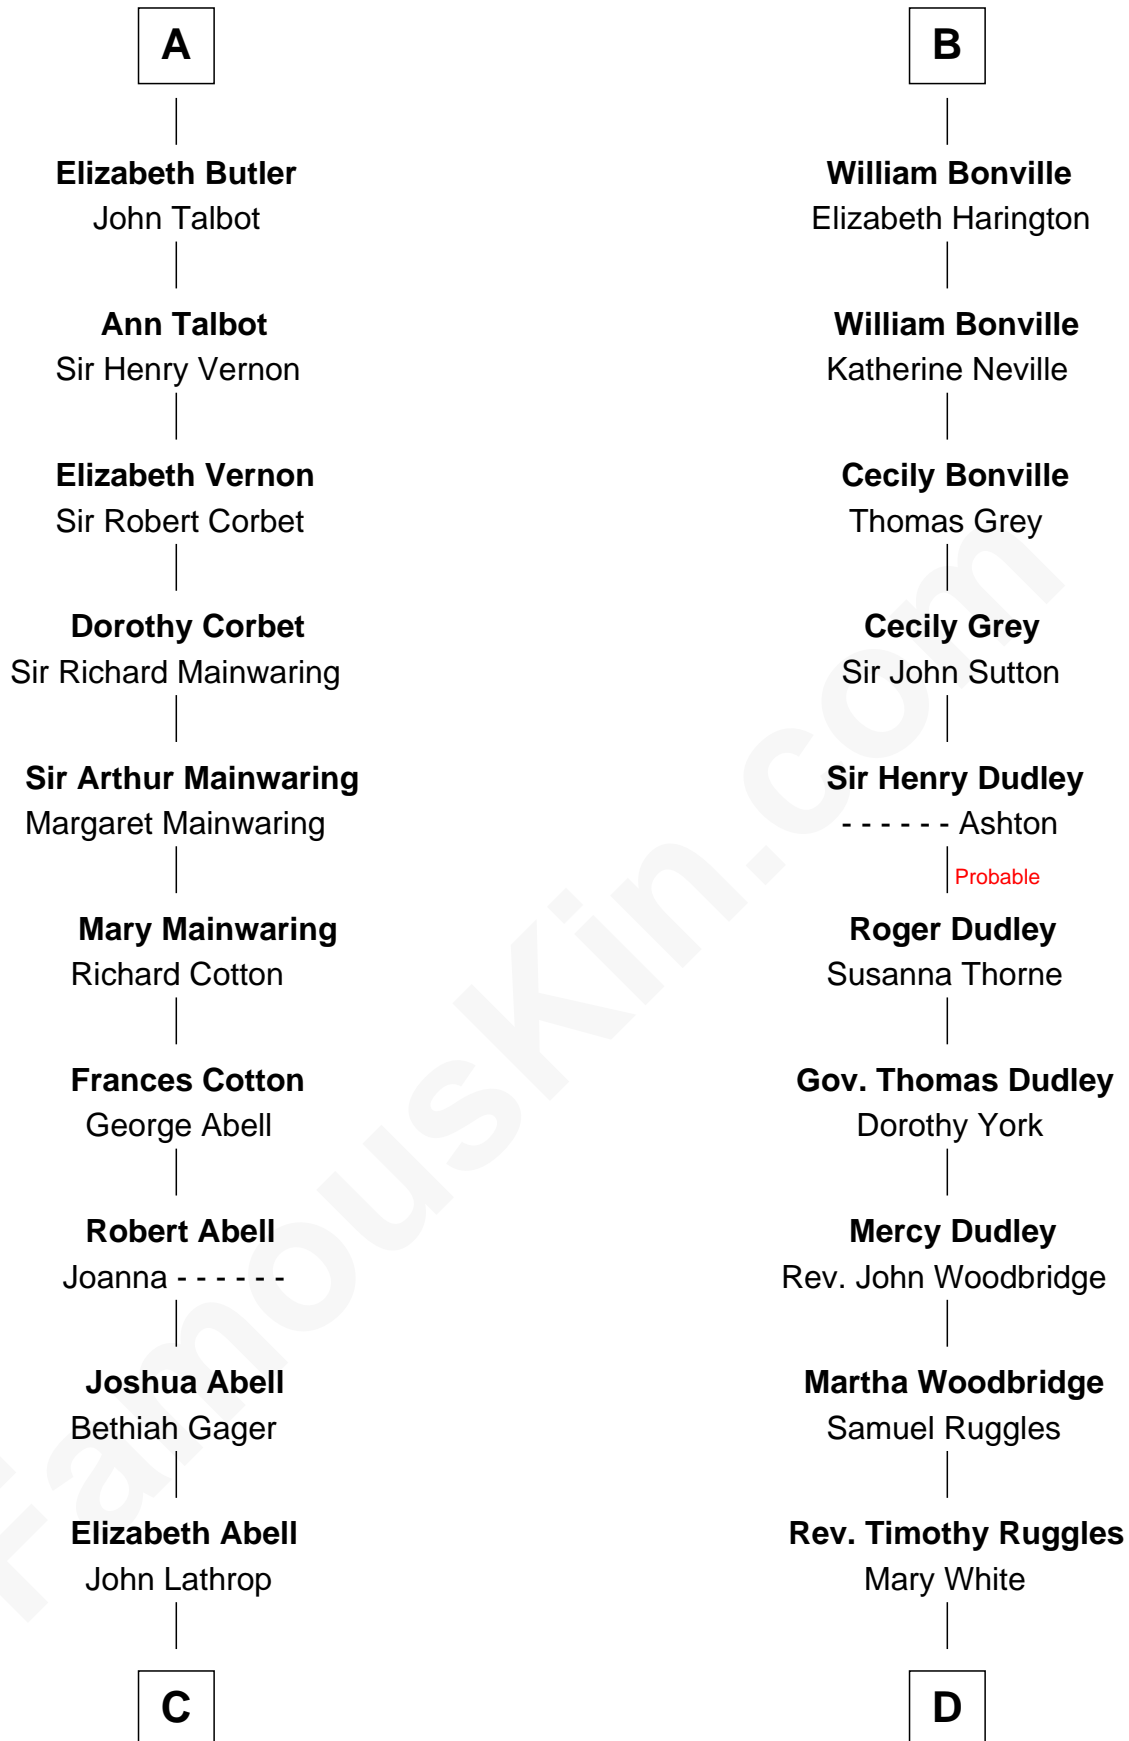 A
Elizabeth Butler
John Talbot
Ann Talbot
Sir Henry Vernon
Elizabeth Vernon
Sir Robert Corbet
Dorothy Corbet
Sir Richard Mainwaring
Sir Arthur Mainwaring
Margaret Mainwaring
Mary Mainwaring
Richard Cotton
Frances Cotton
George Abell
Robert Abell
Joanna - - - - - -
Joshua Abell
Bethiah Gager
Elizabeth Abell
John Lathrop
C
B
William Bonville
Elizabeth Harington
William Bonville
Katherine Neville
Cecily Bonville
Thomas Grey
Cecily Grey
Sir John Sutton
Sir Henry Dudley
- - - - - - Ashton
Probable
Roger Dudley
Susanna Thorne
Gov. Thomas Dudley
Dorothy York
Mercy Dudley
Rev. John Woodbridge
Martha Woodbridge
Samuel Ruggles
Rev. Timothy Ruggles
Mary White
D
FamousKin.com